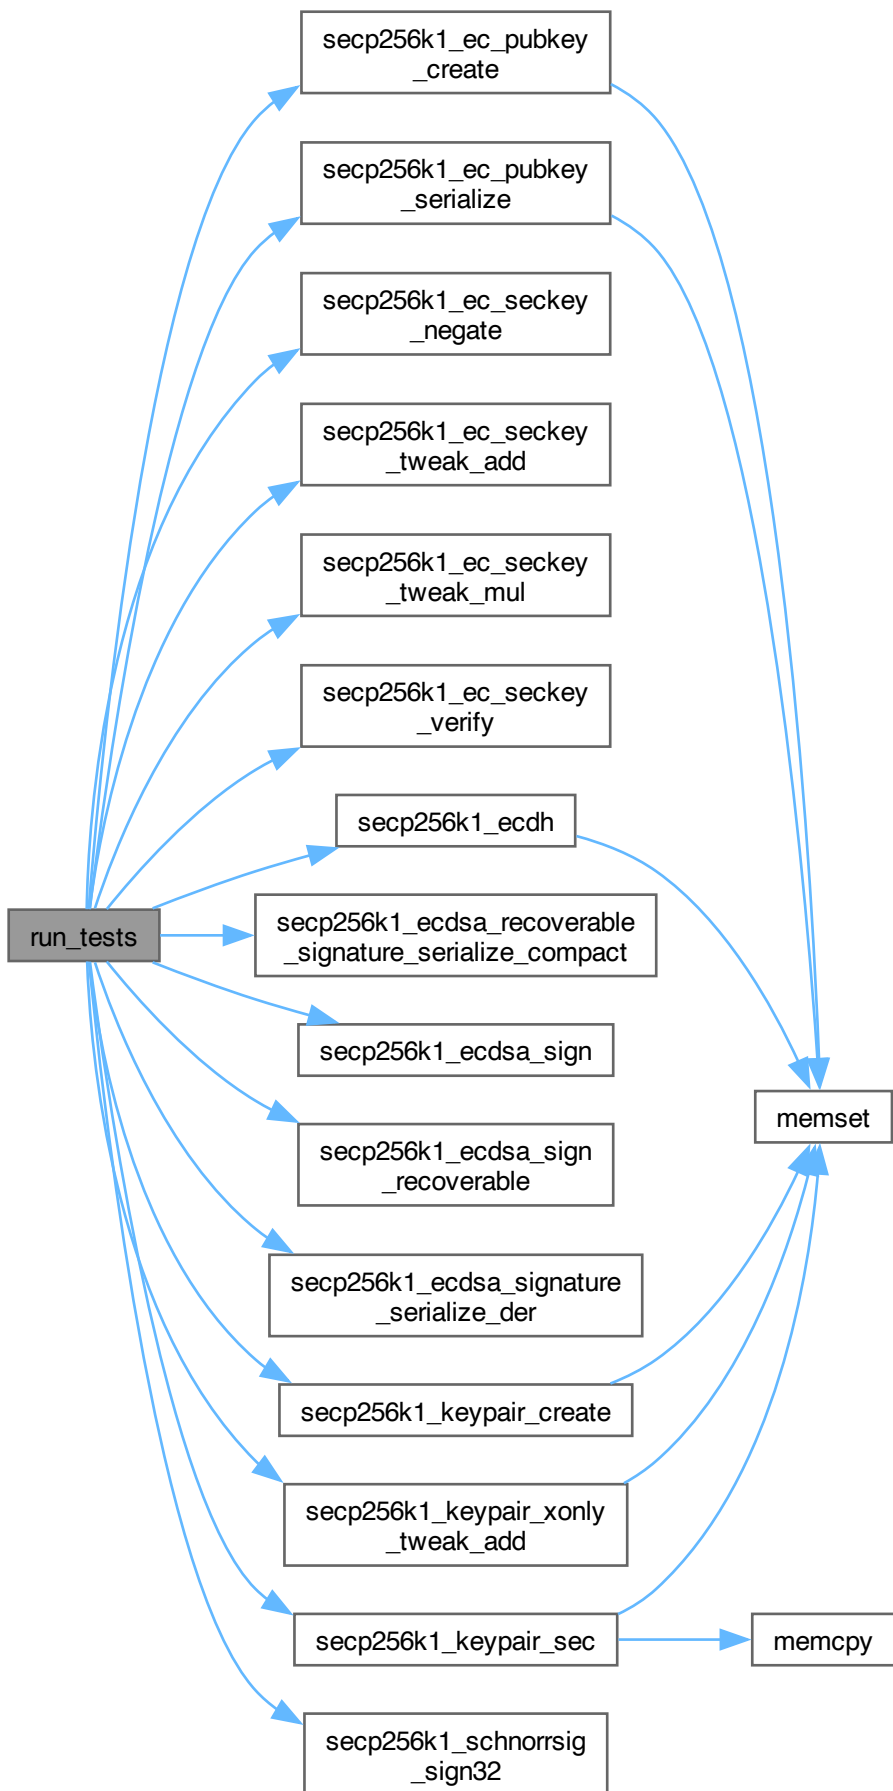 secp256k1_ec_pubkey
_create
secp256k1_ec_pubkey
_serialize
secp256k1_ec_seckey
_negate
secp256k1_ec_seckey
_tweak_add
secp256k1_ec_seckey
_tweak_mul
secp256k1_ec_seckey
_verify
secp256k1_ecdh
run_tests
secp256k1_ecdsa_recoverable
_signature_serialize_compact
secp256k1_ecdsa_sign
memset
secp256k1_ecdsa_sign
_recoverable
secp256k1_ecdsa_signature
_serialize_der
secp256k1_keypair_create
secp256k1_keypair_xonly
_tweak_add
secp256k1_keypair_sec
memcpy
secp256k1_schnorrsig
_sign32